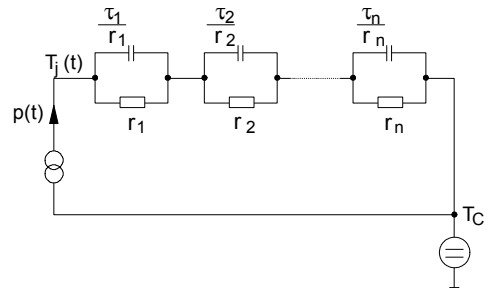 τ1 τ2 τn
r1 r2 rn
Tj (t)
r1 r2 rn
p(t)
TC